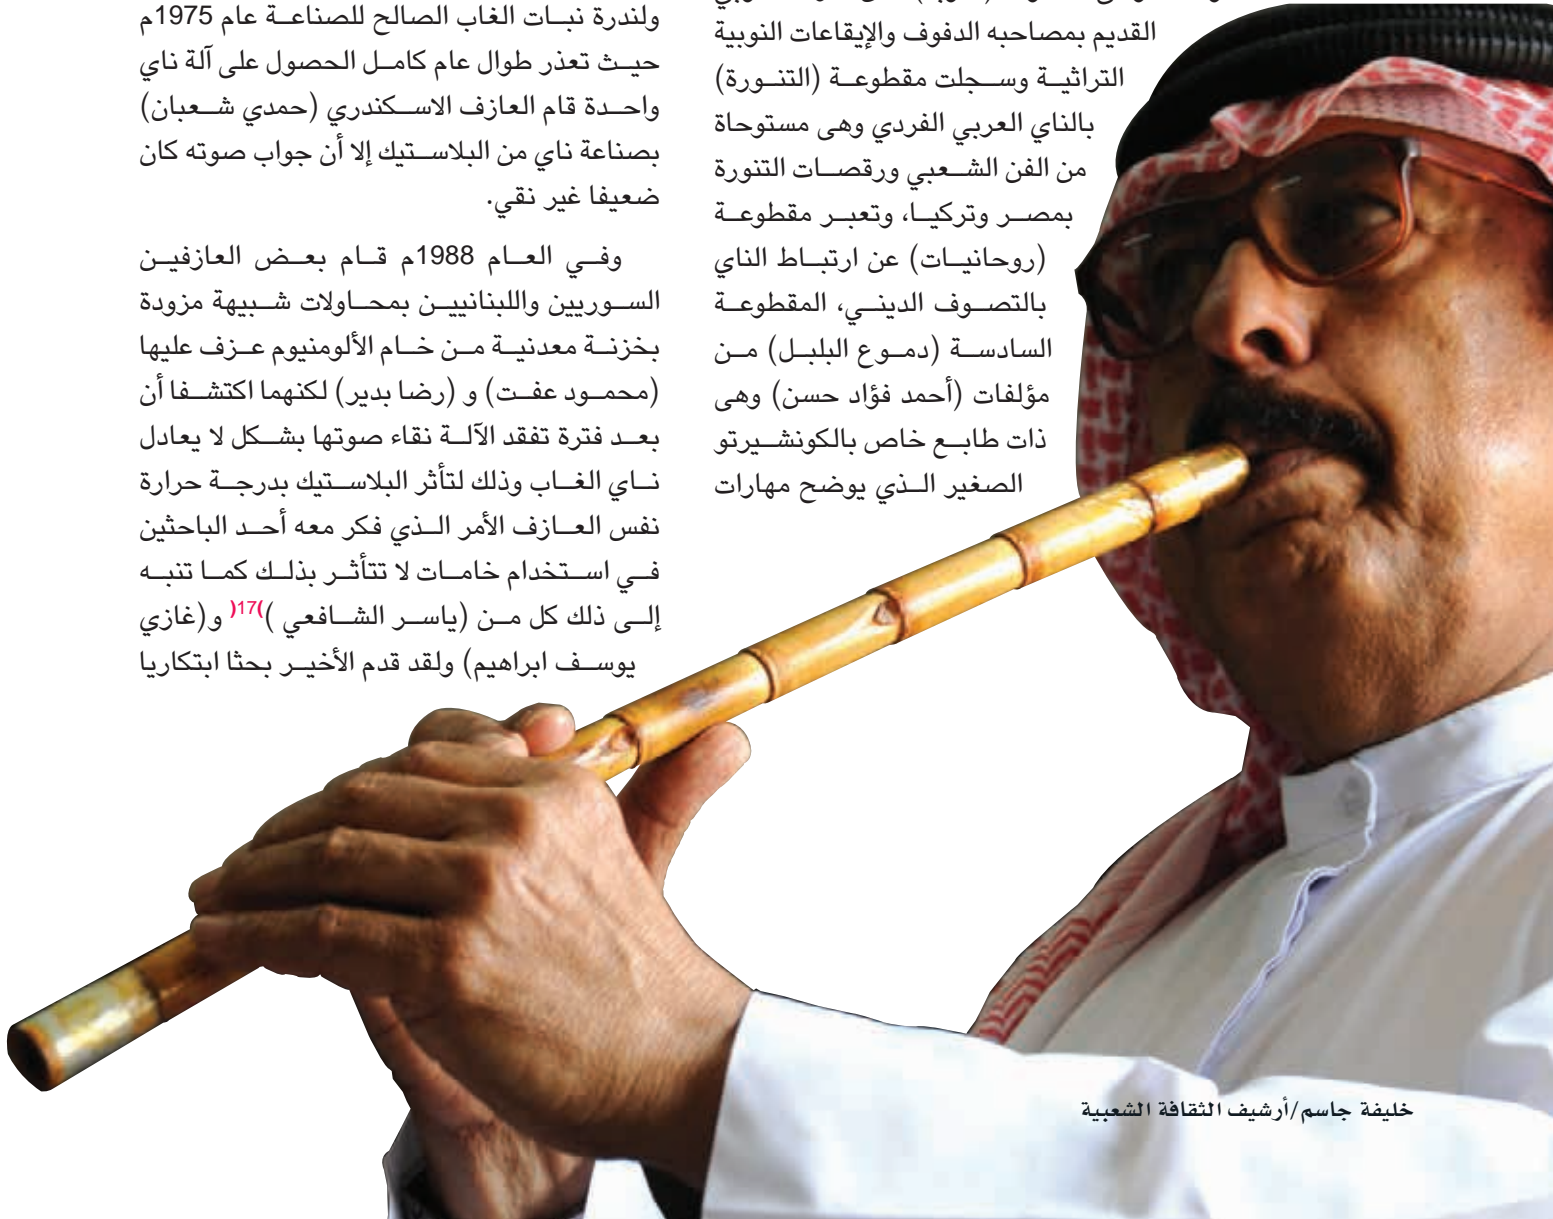 القديم بمصاحبه الدفوف والإيقاعات النوبية
التراثية وسجلت مقطوعة (التنورة)
بالناي العربي الفردي وهى مستوحاة
من الفن الشعبي ورقصات التنورة
بمصر وتركيا، وتعبر مقطوعة
(روحانيات) عن ارتباط الناي
بالتصوف الديني، المقطوعة
السادسة (دموع البلبل) من
مؤلفات (أحمد فؤاد حسن) وهى
ذات طابع خاص بالكونشيرتو
الصغير الذي يوضح مهارات
ولندرة نبات الغاب الصالح للصناعة عام 1975م
حيث تعذر طوال عام كامل الحصول على آلة ناي
واحدة قام العازف الاسكندري (حمدي شعبان)
بصناعة ناي من البلاستيك إلا أن جواب صوته كان
ضعيفا غير نقي.
وفي العام 1988م قام بعض العازفين
السوريين واللبنانيين بمحاولات شبيهة مزودة
بخزنة معدنية من خام الألومنيوم عزف عليها
(محمود عفت) و (رضا بدير) لكنهما اكتشفا أن
بعد فترة تفقد الآلة نقاء صوتها بشكل لا يعادل
ناي الغاب وذلك لتأثر البلاستيك بدرجة حرارة
نفس العازف الأمر الذي فكر معه أحد الباحثين
في استخدام خامات لا تتأثر بذلك كما تنبه
إلى ذلك كل من (ياسر الشافعي )(17) و(غازي
يوسف ابراهيم) ولقد قدم الأخير بحثا ابتكاريا
خليفة جاسم/أرشيف الثقافة الشعبية